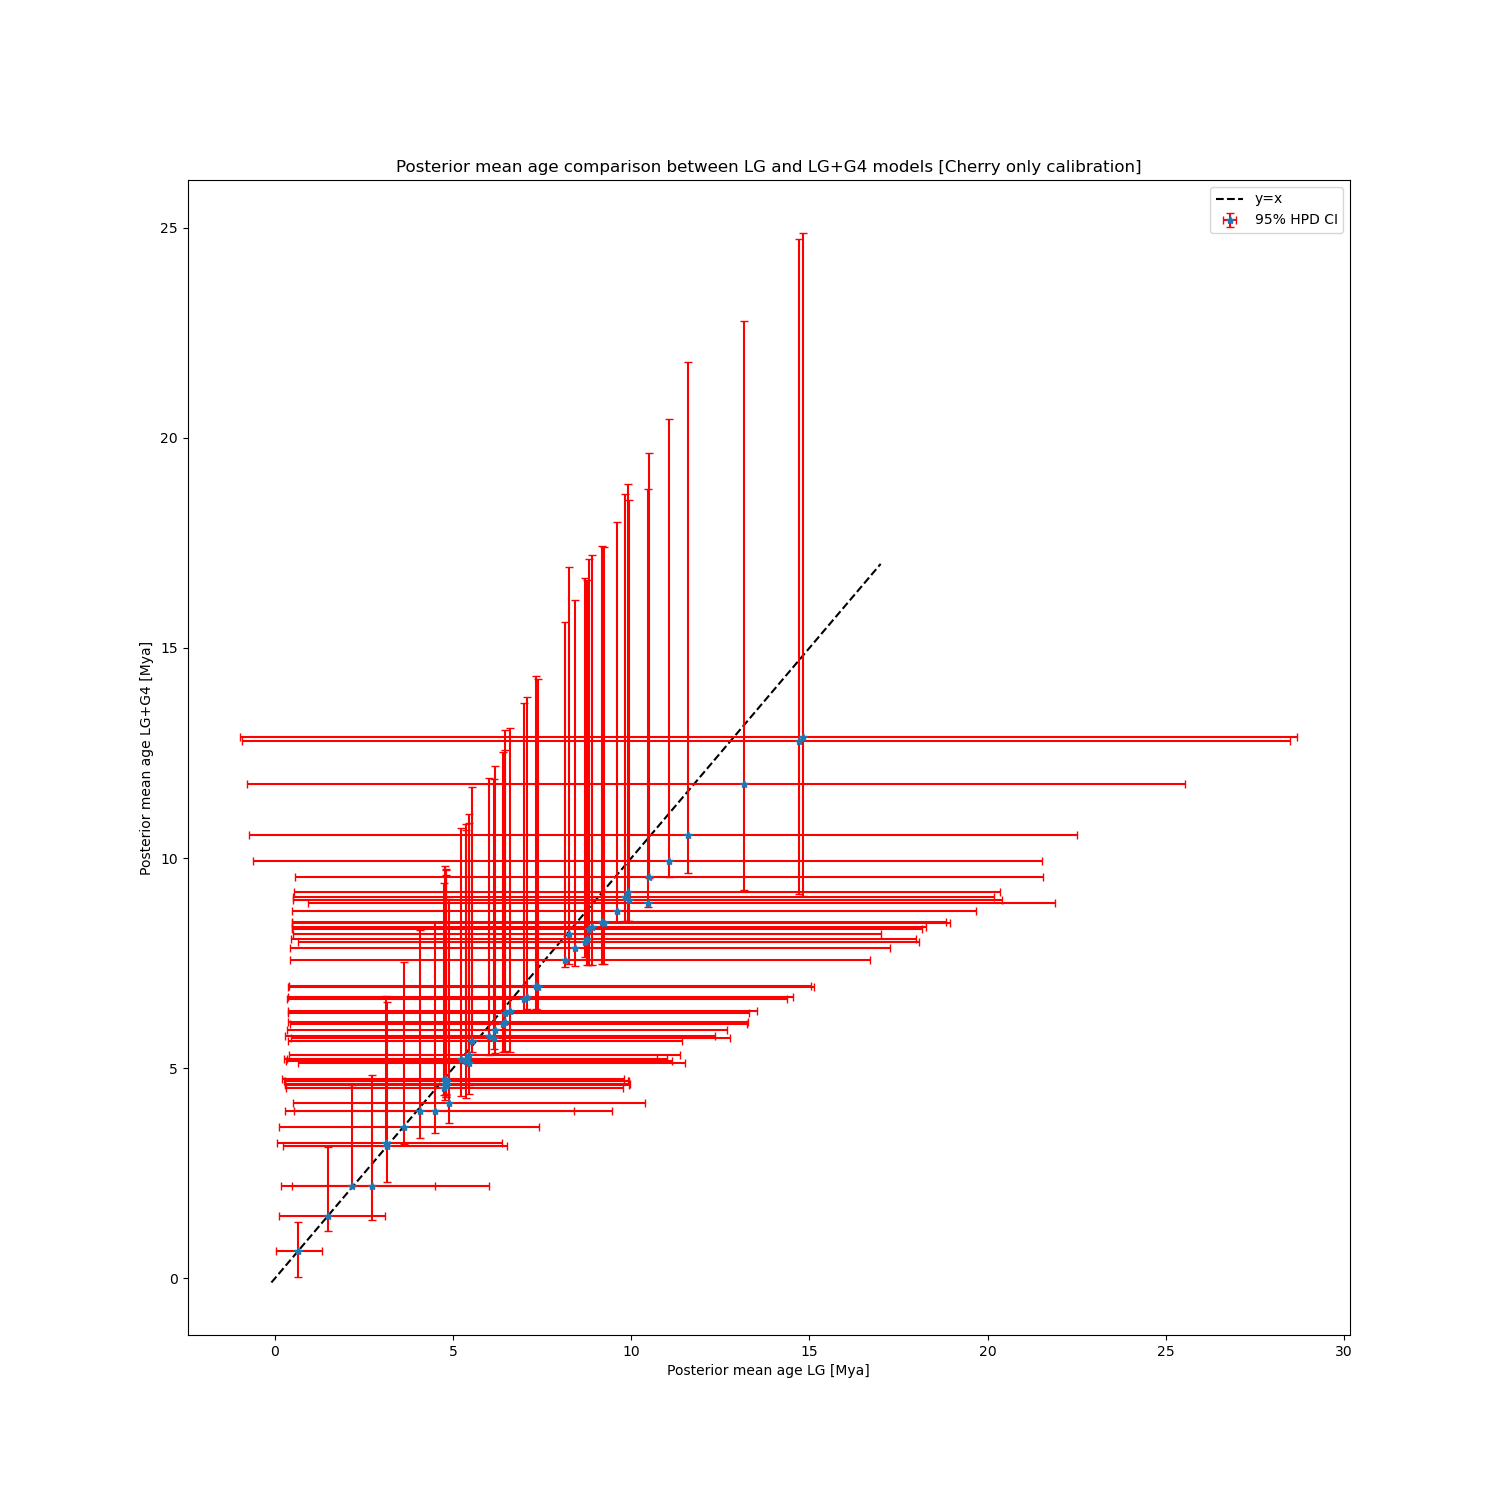 Posterior mean age comparison between LG and LG+G4 models [Cherry only calibration]
y=x
95% HPD CI
25
20
15
10
5
0
Posterior mean age LG+G4 [Mya]
0 5 10 15 20 25 30
Posterior mean age LG [Mya]